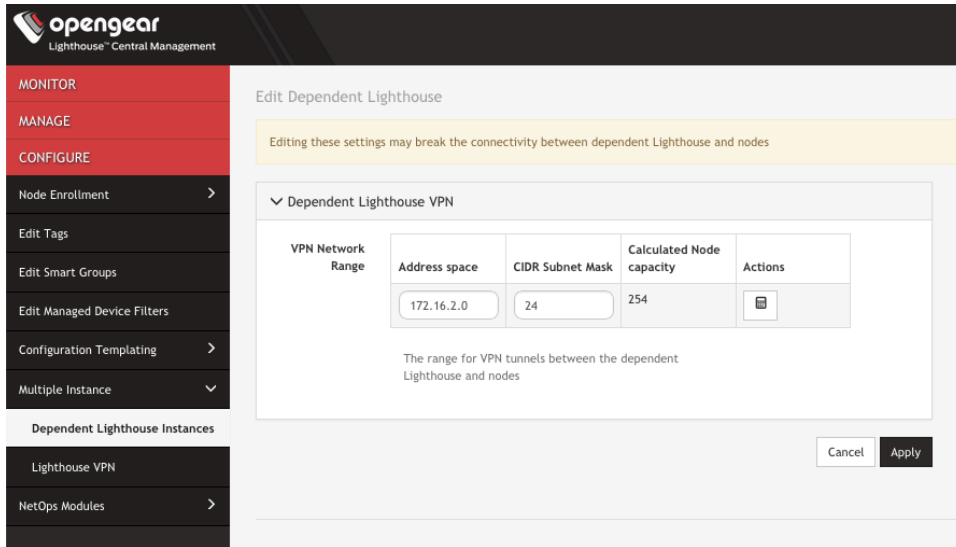 opengear
Lighthouse™ Central Management
MONITOR
MANAGE
CONFIGURE
Node Enrollment
Edit Tags
Edit Smart Groups
Edit Managed Device Filters
Configuration Templating
Multiple Instance
Dependent Lighthouse Instances
Lighthouse VPN
NetOps Modules
Edit Dependent Lighthouse
Editing these settings may break the connectivity between dependent Lighthouse and nodes
Dependent Lighthouse VPN
VPN Network
Range
Address space
CIDR Subnet Mask
Calculated Node
capacity
Actions
172.16.2.0
24
254
The range for VPN tunnels between the dependent
Lighthouse and nodes
Cancel
Apply